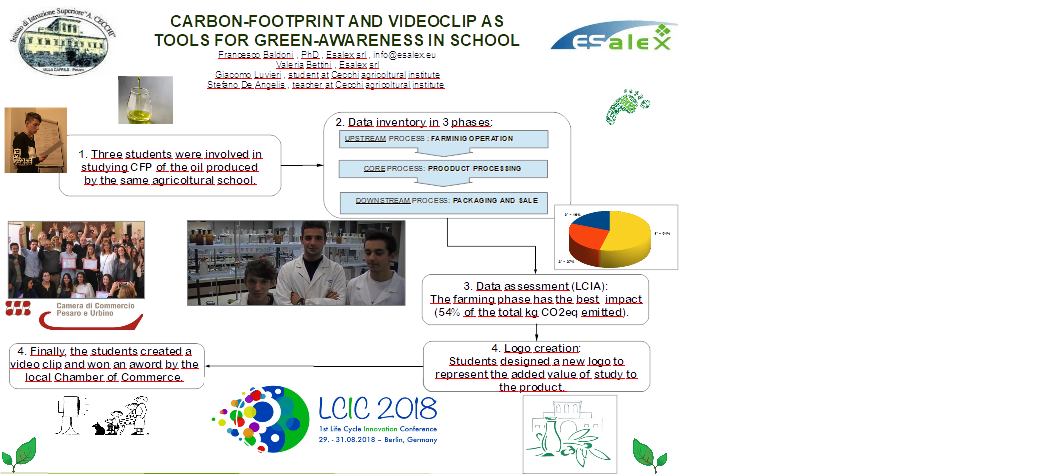 Istituto di Istruzione Superiore "A. CECCHI"
VILLA CAPRILE - Pesaro
CARBON-FOOTPRINT AND VIDEOCLIP AS
TOOLS FOR GREEN-AWARENESS IN SCHOOL
Francesco Baldoni , PhD , Esalex srl , info@esalex.eu
Valeria Bettini , Esalex srl
Giacomo Luvieri , student at Cecchi agricoltural institute
Stefano De Angelis , teacher at Cecchi agricoltural institute
ESalex
1. Three students were involved in
studying CFP of the oil produced
by the same agricoltural school.
2. Data inventory in 3 phases:
UPSTREAM PROCESS : FARMING OPERATION
CORE PROCESS: PROODUCT PROCESSING
DOWNSTREAM PROCESS: PACKAGING AND SALE
3. Data assessment (LCIA):
The farming phase has the best impact
(54% of the total kg CO2eq emitted).
Camera di Commercio
Pesaro e Urbino
4. Logo creation:
Students designed a new logo to
represent the added value of study to
the product.
4. Finally, the students created a
video clip and won an aword by the
local Chamber of Commerce.
LCIC 2018
1st Life Cycle Innovation Conference
29. - 31.08.2018 – Berlin, Germany